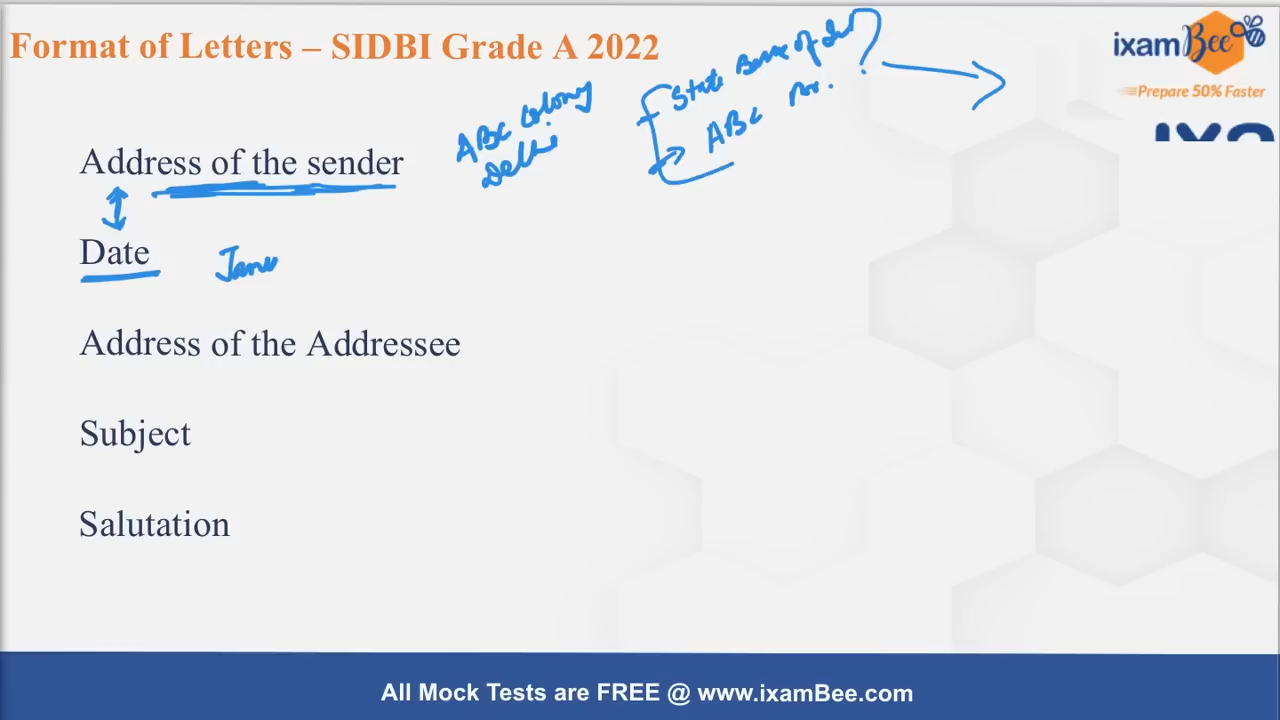 Format of Letters – SIDBI Grade A 2022
ixamBee
Prepare 50% Faster
Address of the sender
ABC Colony
Delhi
State Bank of
ABC
Date
Janu
Address of the Addressee
Subject
Salutation
All Mock Tests are FREE @ www.ixamBee.com